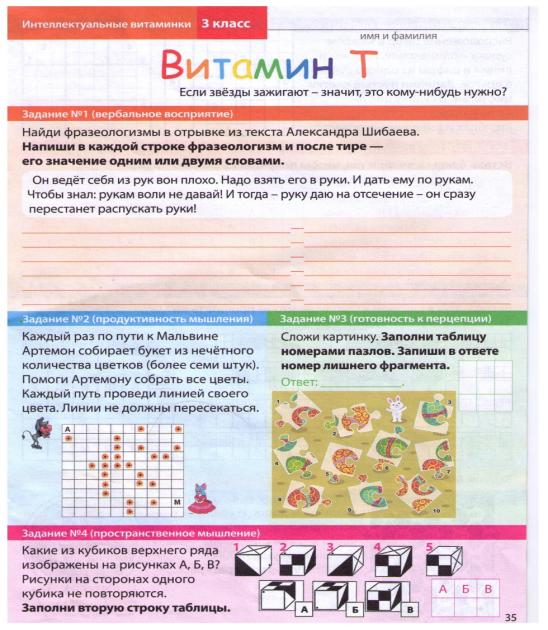 Интеллектуальные витаминки 3 класс
имя и фамилия
Витамин Т
Если звёзды зажигают – значит, это кому-нибудь нужно?
Задание №1 (вербальное восприятие)
Найди фразеологизмы в отрывке из текста Александра Шибаева.
Напиши в каждой строке фразеологизм и после тире —
его значение одним или двумя словами.
Он ведёт себя из рук вон плохо. Надо взять его в руки. И дать ему по рукам.
Чтобы знал: рукам воли не давай! И тогда – руку даю на отсечение – он сразу
перестанет распускать руки!
Задание №2 (продуктивность мышления)
Каждый раз по пути к Мальвине
Артемон собирает букет из нечётного
количества цветков (более семи штук).
Помоги Артемону собрать все цветы.
Каждый путь проведи линией своего
цвета. Линии не должны пересекаться.
А
М
Задание №3 (готовность к перцепции)
Сложи картинку. Заполни таблицу
номерами пазлов. Запиши в ответе
номер лишнего фрагмента.
Ответ:
Задание №4 (пространственное мышление)
Какие из кубиков верхнего ряда
изображены на рисунках А, Б, В?
Рисунки на сторонах одного
кубика не повторяются.
Заполни вторую строку таблицы.
1 2 3 4 5
А Б В
А Б В
35